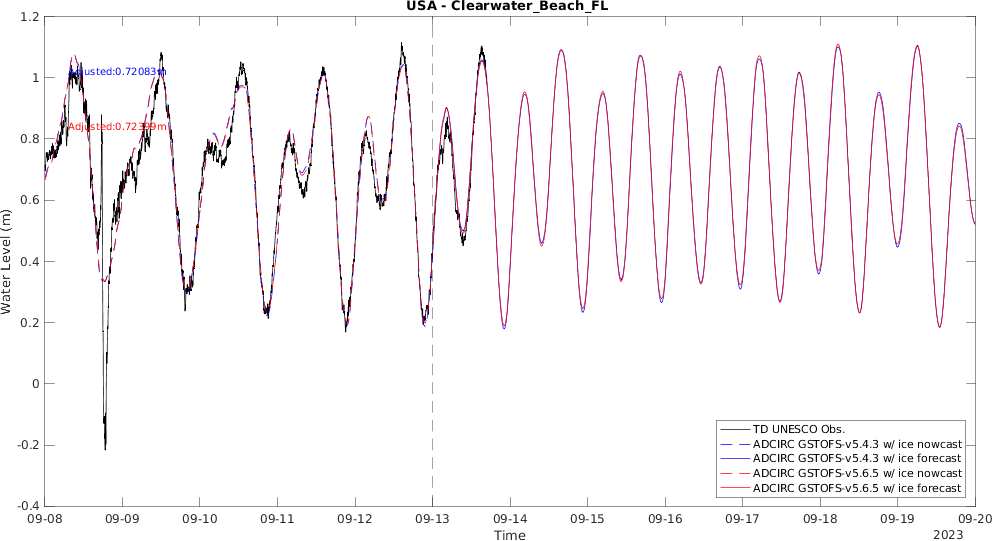 USA - Clearwater_Beach_FL
1.2
1
0.8
0.6
0.4
0.2
0
-0.2
-0.4
Water Level (m)
Adjusted:0.72083m
Adjusted:0.72399m
TD UNESCO Obs.
ADCIRC GSTOFS-v5.4.3 w/ ice nowcast
ADCIRC GSTOFS-v5.4.3 w/ ice forecast
ADCIRC GSTOFS-v5.6.5 w/ ice nowcast
ADCIRC GSTOFS-v5.6.5 w/ ice forecast
09-08 09-09 09-10 09-11 09-12 09-13 09-14 09-15 09-16 09-17 09-18 09-19 09-20
Time
2023